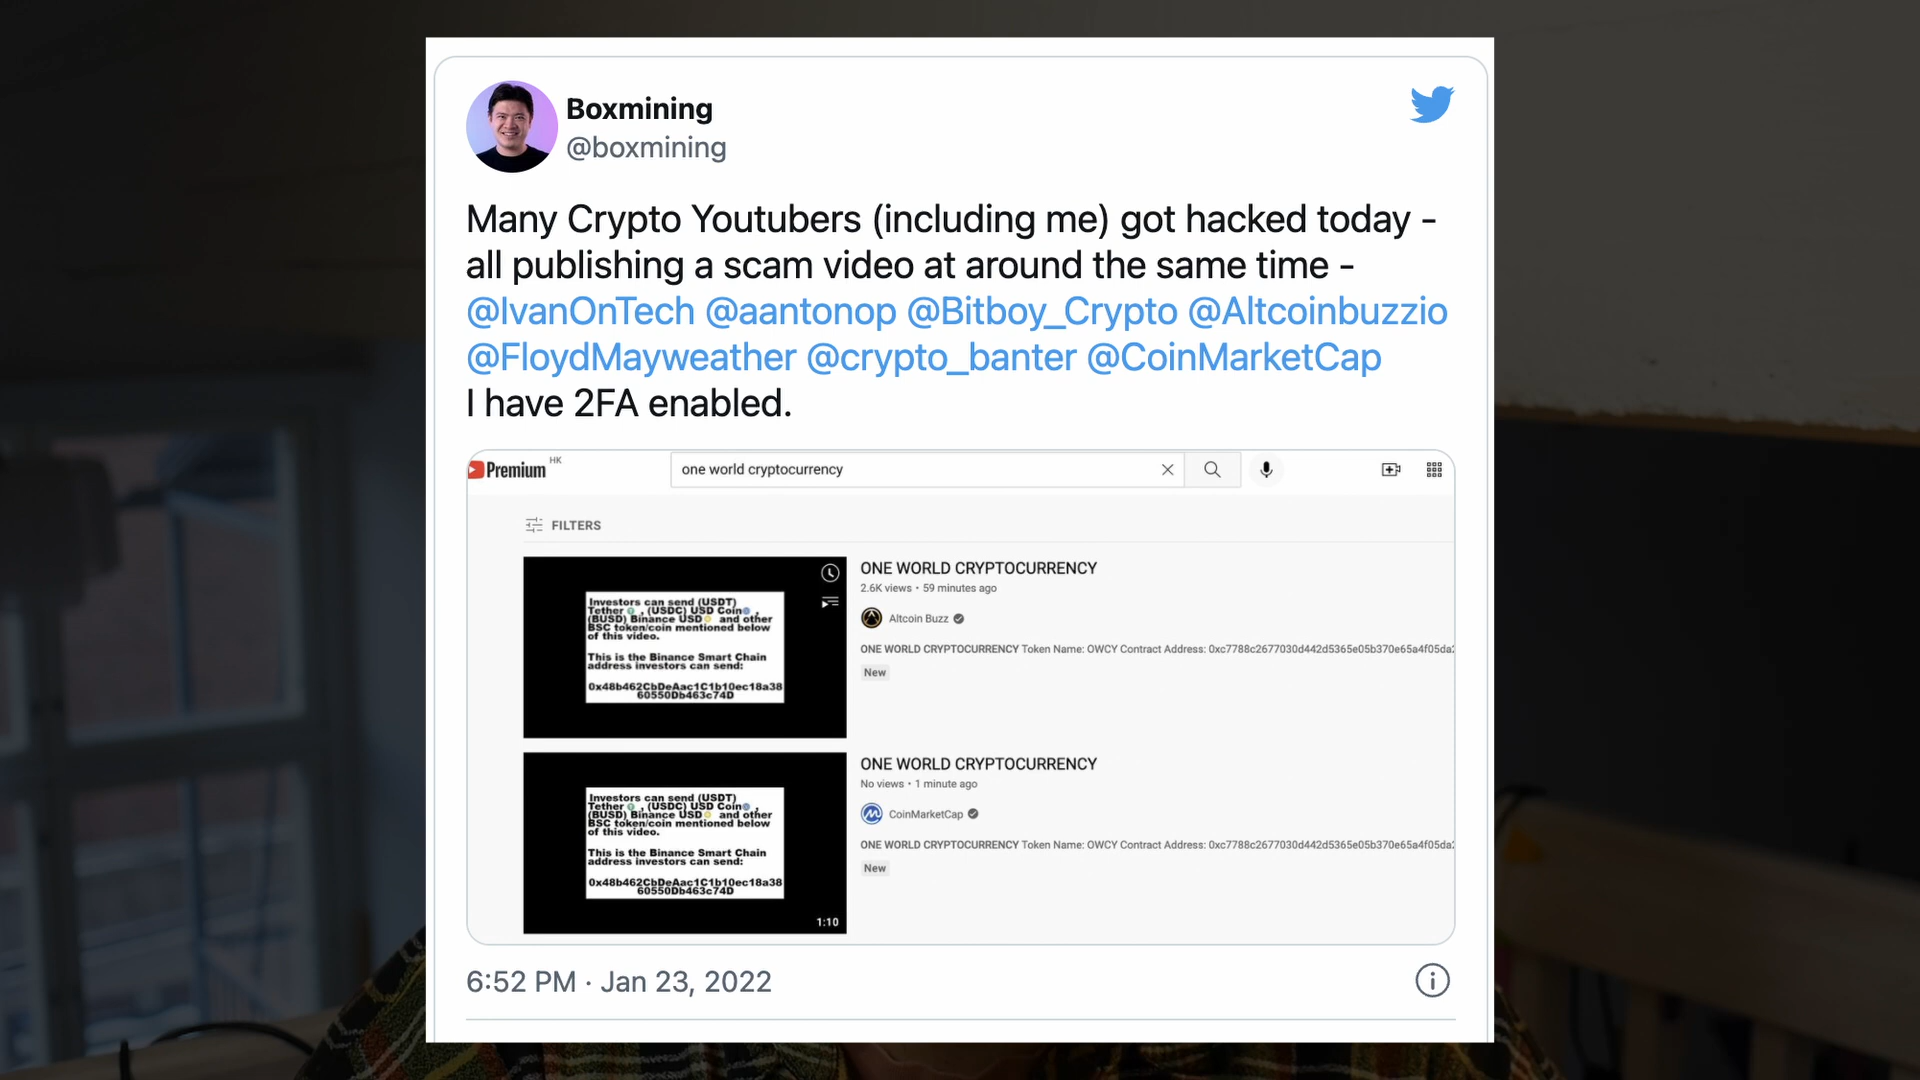 Boxmining
@boxmining
Many Crypto Youtubers (including me) got hacked today -
all publishing a scam video at around the same time -
@IvanOnTech @aantonop @Bitboy_Crypto @Altcoinbuzzio
@FloydMayweather @crypto_banter @CoinMarketCap
I have 2FA enabled.
Premium HK
one world cryptocurrency
FILTERS
Investors can send (USDT)
Tether , (USDC) USD Coin ,
(BUSD) Binance USD and other
BSC token/coin mentioned below
of this video.
This is the Binance Smart Chain
address investors can send:
0x48b462CbDeAac1C1b10ec18a38
60550Db463c74D
ONE WORLD CRYPTOCURRENCY
2.6K views • 59 minutes ago
Altcoin Buzz
ONE WORLD CRYPTOCURRENCY Token Name: OWCY Contract Address: 0xc7788c2677030d442d5365e05b370e65a4f05da
New
Investors can send (USDT)
Tether , (USDC) USD Coin ,
(BUSD) Binance USD and other
BSC token/coin mentioned below
of this video.
This is the Binance Smart Chain
address investors can send:
0x48b462CbDeAac1C1b10ec18a38
60550Db463c74D
1:10
ONE WORLD CRYPTOCURRENCY
No views • 1 minute ago
CoinMarketCap
ONE WORLD CRYPTOCURRENCY Token Name: OWCY Contract Address: 0xc7788c2677030d442d5365e05b370e65a4f05da
New
6:52 PM · Jan 23, 2022